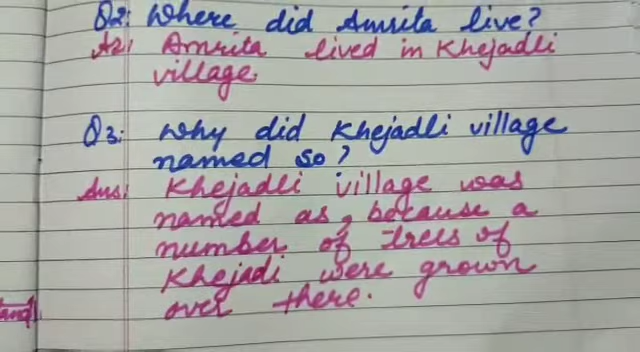 Q2: Where did Amrita live?
A2, Amrita lived in Khejadli
village.
Q3: Why did Khejadli village
named so?
Ans, Khejadli village was
named as, because a
number of trees of
Khejadi were grown
over there.